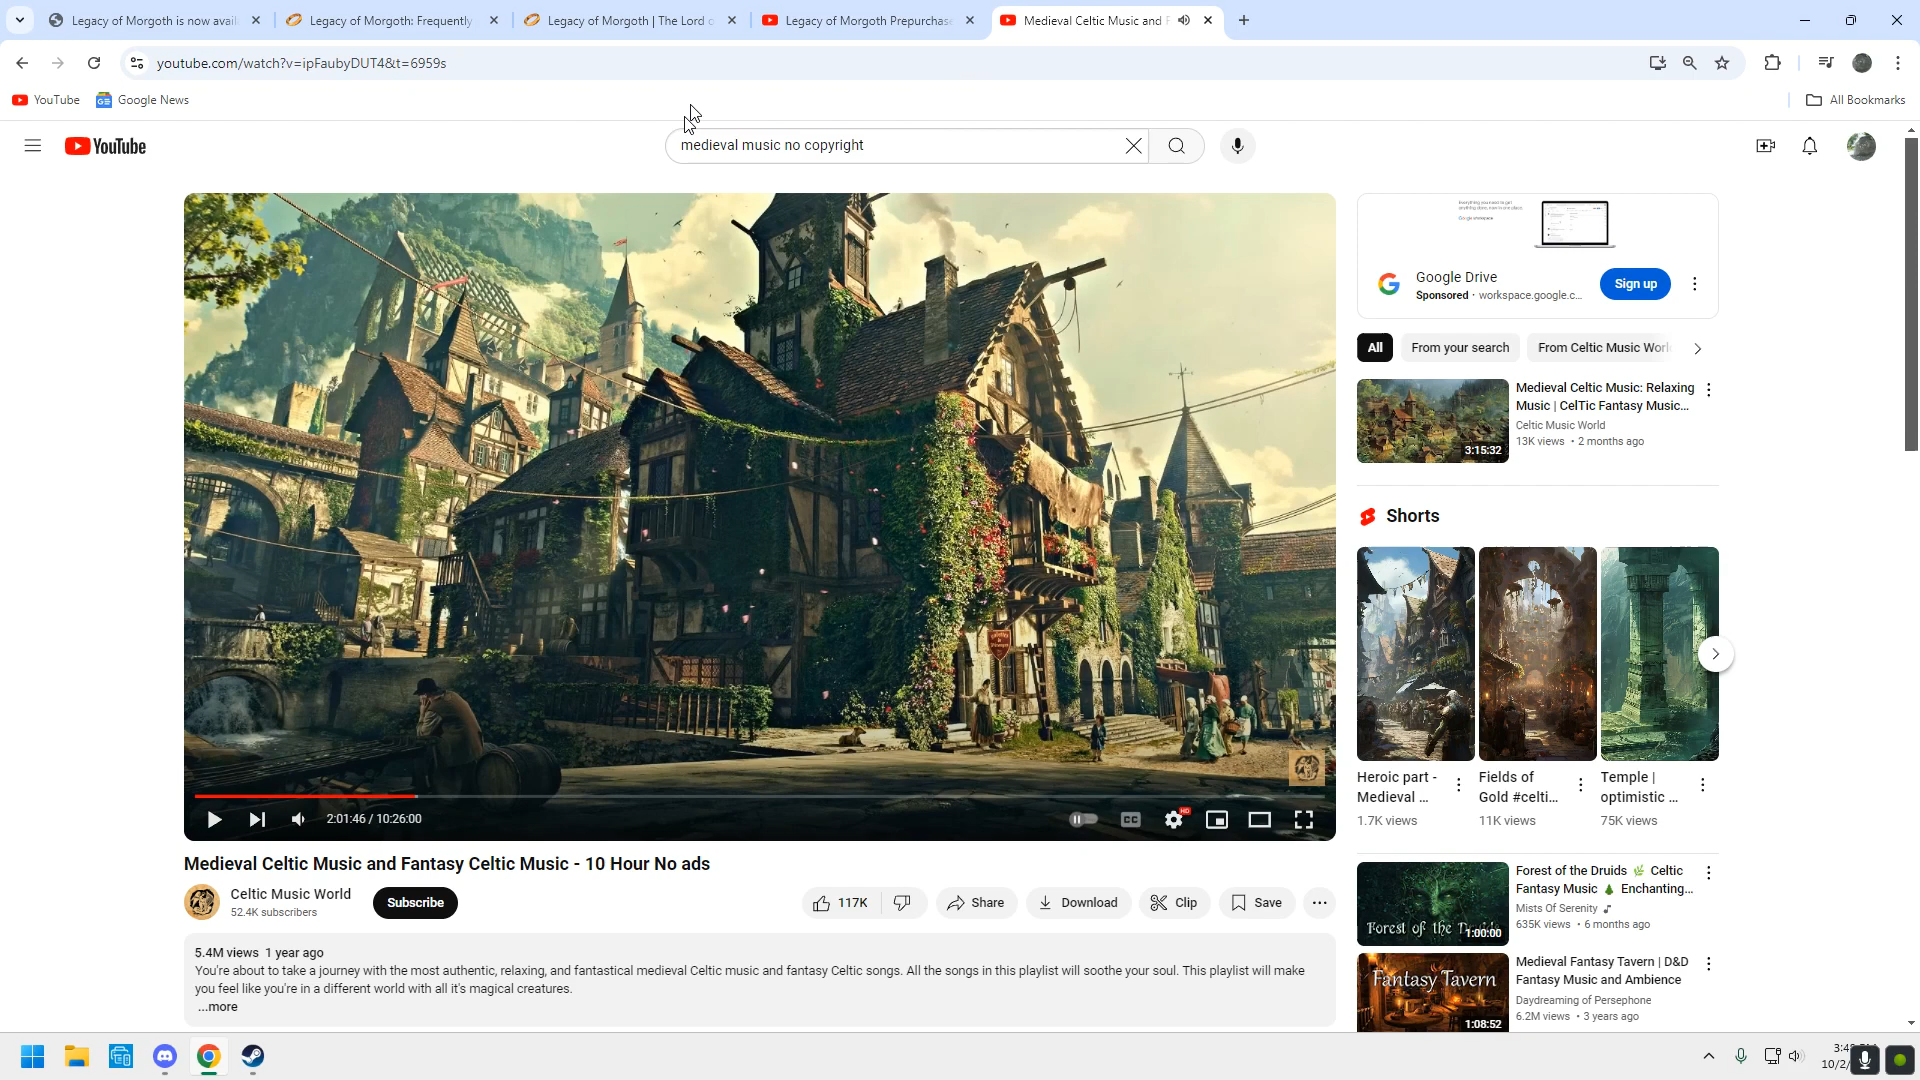 Legacy of Morgoth is now avail
Legacy of Morgoth: Frequently
Legacy of Morgoth | The Lord o
Legacy of Morgoth Prepurchase
Medieval Celtic Music and F
youtube.com/watch?v=ipFaubyDUT4&t=6959s
YouTube
Google News
All Bookmarks
YouTube
medieval music no copyright
Google Drive
Sponsored · workspace.google.c...
Sign up
All
From your search
From Celtic Music Worl
Medieval Celtic Music: Relaxing
Music | CelTic Fantasy Music...
Celtic Music World
13K views • 2 months ago
3:15:32
Shorts
Heroic part -
Medieval ...
1.7K views
Fields of
Gold #celti...
11K views
Temple |
optimistic ...
75K views
2:01:46 / 10:26:00
CC
HD
Medieval Celtic Music and Fantasy Celtic Music - 10 Hour No ads
Celtic Music World
52.4K subscribers
Subscribe
117K
Share
Download
Clip
Save
5.4M views 1 year ago
You're about to take a journey with the most authentic, relaxing, and fantastical medieval Celtic music and fantasy Celtic songs. All the songs in this playlist will soothe your soul. This playlist will make
you feel like you're in a different world with all it's magical creatures.
...more
Forest of the Druids 🌿 Celtic
Fantasy Music 🌲 Enchanting...
Mists Of Serenity ♪
635K views • 6 months ago
Forest of the
1:00:00
Medieval Fantasy Tavern | D&D
Fantasy Music and Ambience
Daydreaming of Persephone
6.2M views • 3 years ago
Fantasy Tavern
1:08:52
10/2/